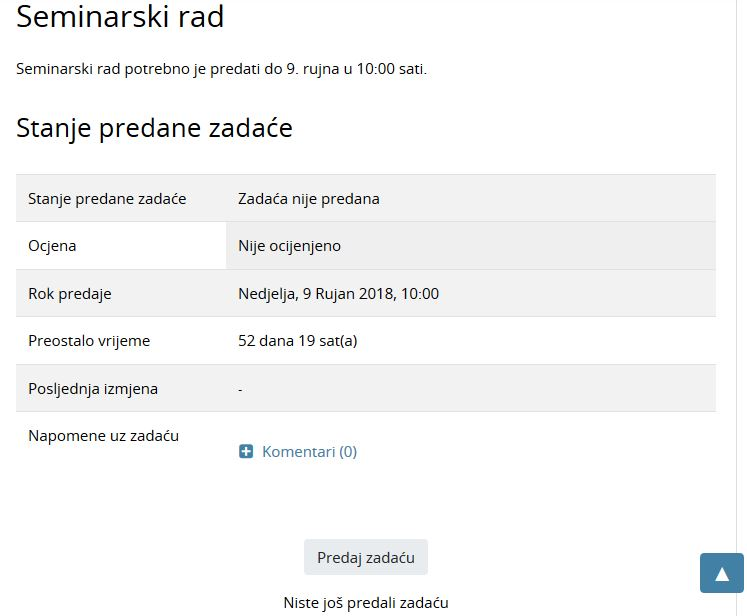 Seminarski rad
Seminarski rad potrebno je predati do 9. rujna u 10:00 sati.
Stanje predane zadaće
Stanje predane zadaće Zadaća nije predana
Ocjena Nije ocijenjeno
Rok predaje Nedjelja, 9 Rujan 2018, 10:00
Preostalo vrijeme 52 dana 19 sat(a)
Posljednja izmjena -
Napomene uz zadaću
Komentari (0)
Predaj zadaću
Niste još predali zadaću